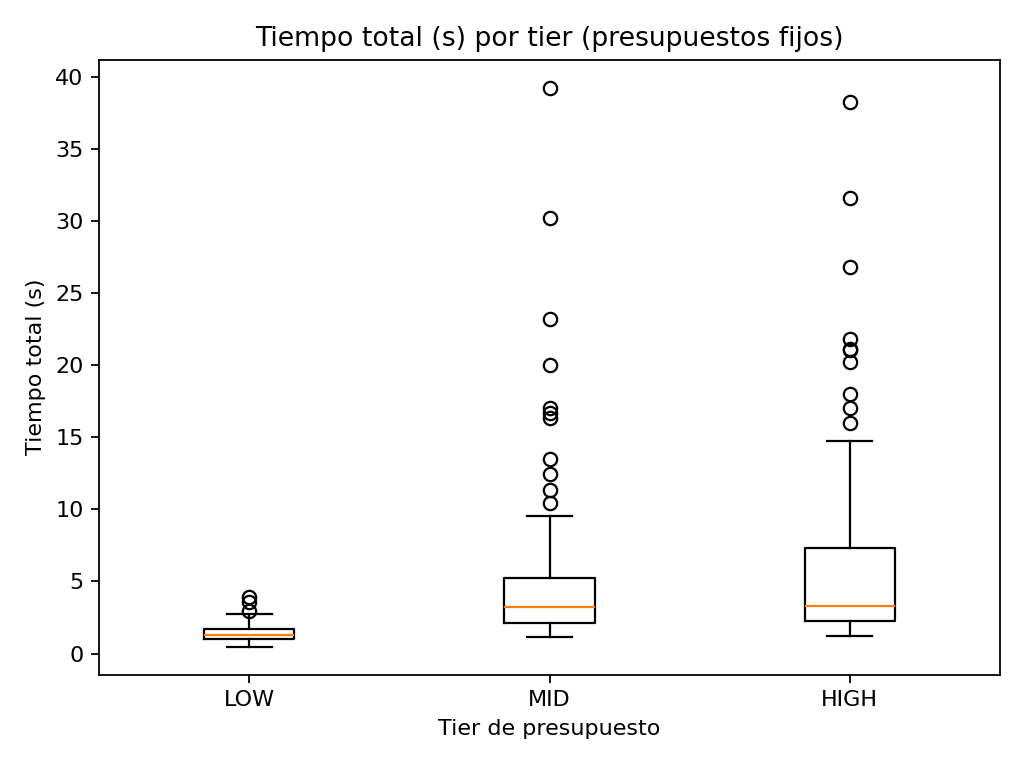 Tiempo total (s) por tier (presupuestos fijos)
40
35
30
25
20
15
10
5
0
Tiempo total (s)
LOW
MID
HIGH
Tier de presupuesto